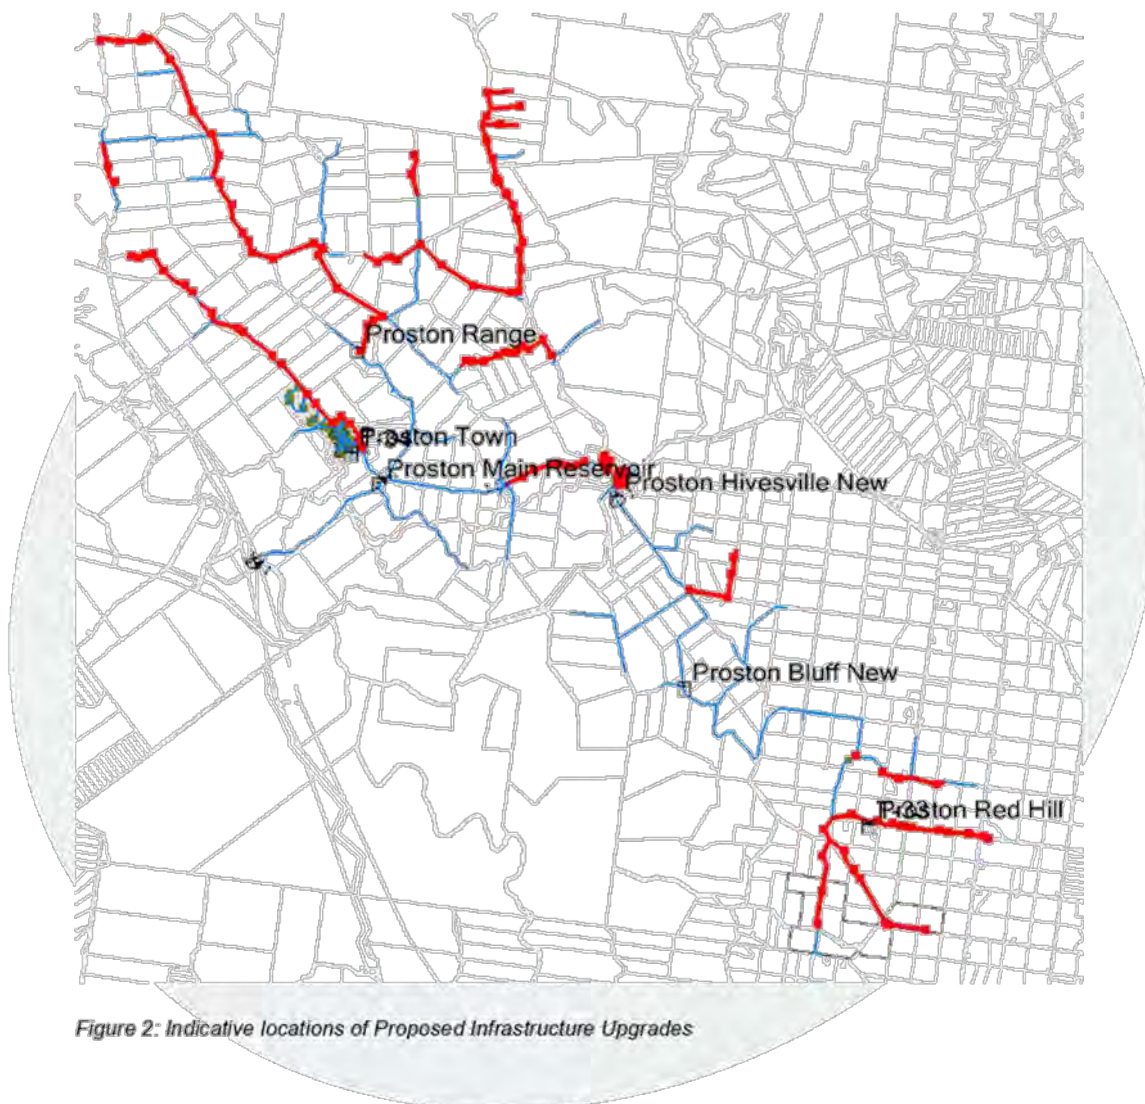 Proston Range
Proston Town
Proston Main Reservoir
Proston Hivesville New
Proston Bluff New
Proston Red Hill
Figure 2: Indicative locations of Proposed Infrastructure Upgrades